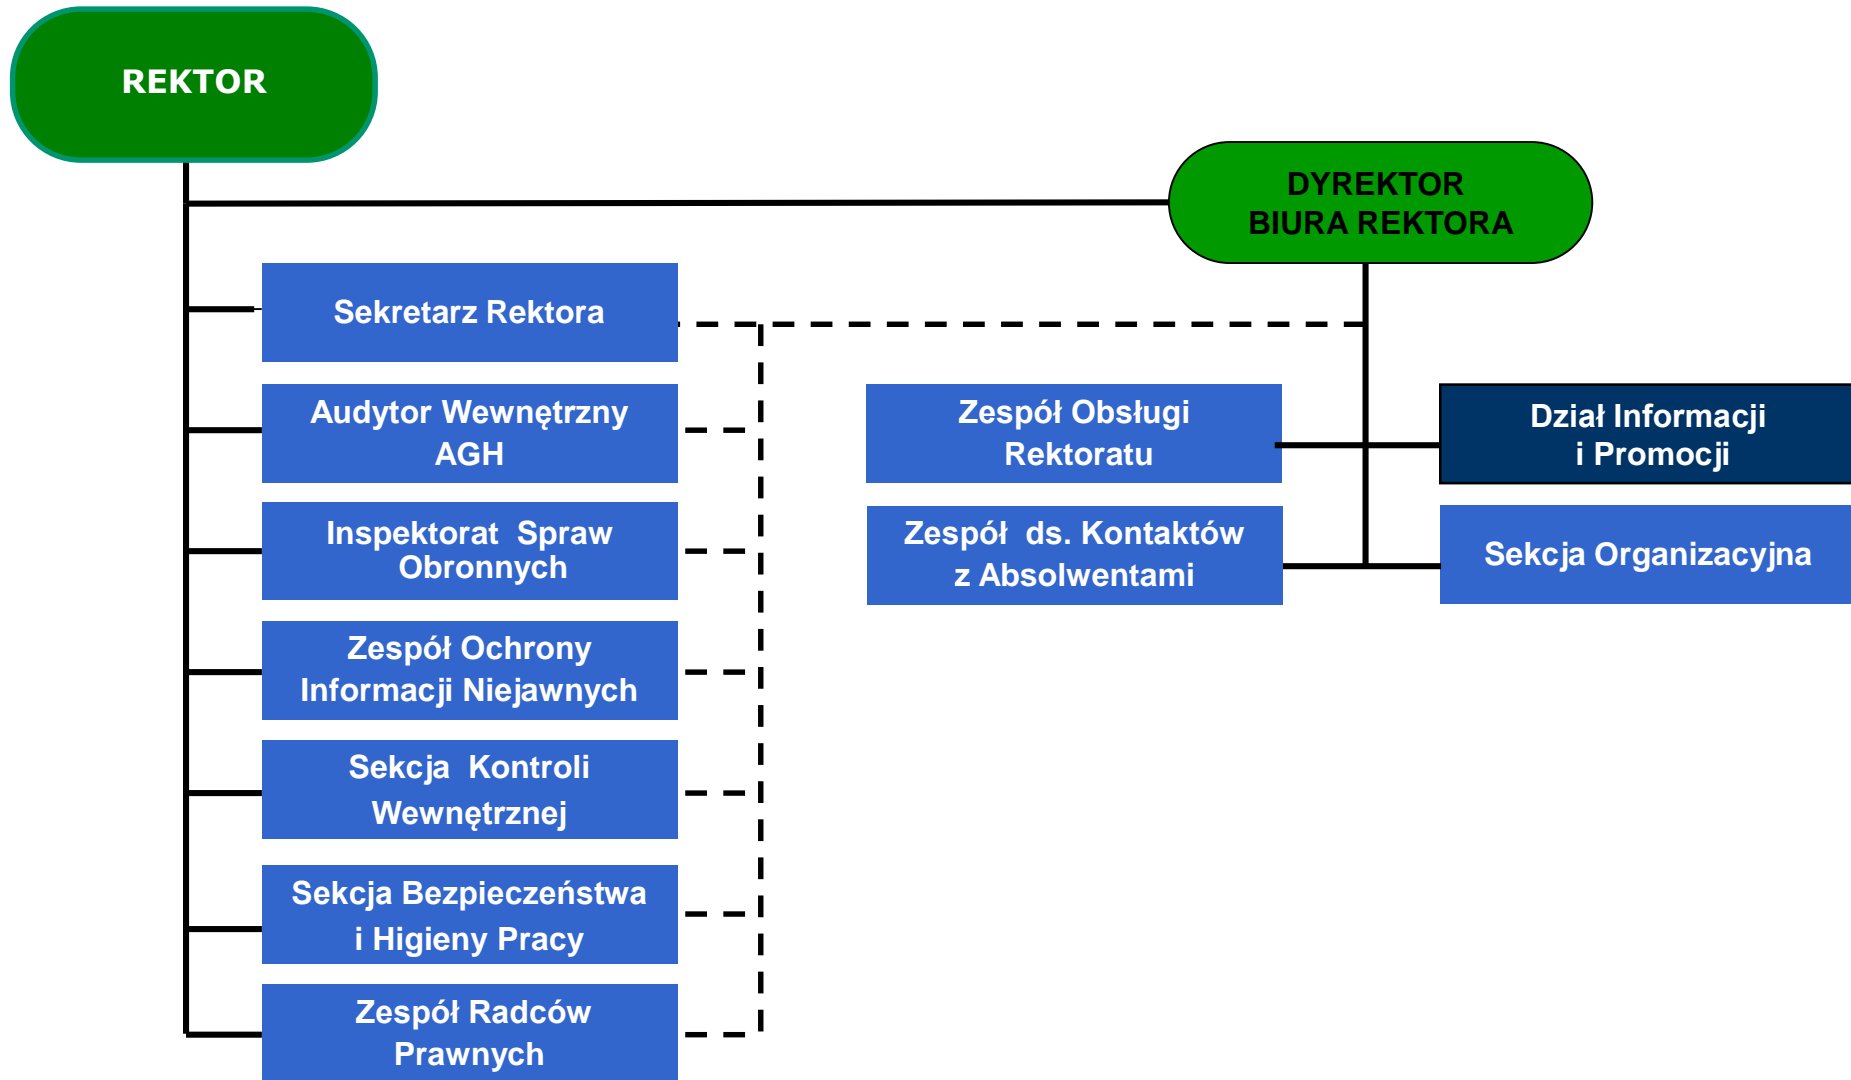 REKTOR
DYREKTOR
BIURA REKTORA
Sekretarz Rektora
Audytor Wewnętrzny
AGH
Inspektorat  Spraw
Obronnych
Zespół Ochrony
Informacji Niejawnych
Sekcja  Kontroli
Wewnętrznej
Sekcja Bezpieczeństwa
i Higieny Pracy
Zespół Radców
Prawnych
Zespół Obsługi
Rektoratu
Zespół  ds. Kontaktów
z Absolwentami
Dział Informacji
i Promocji
Sekcja Organizacyjna